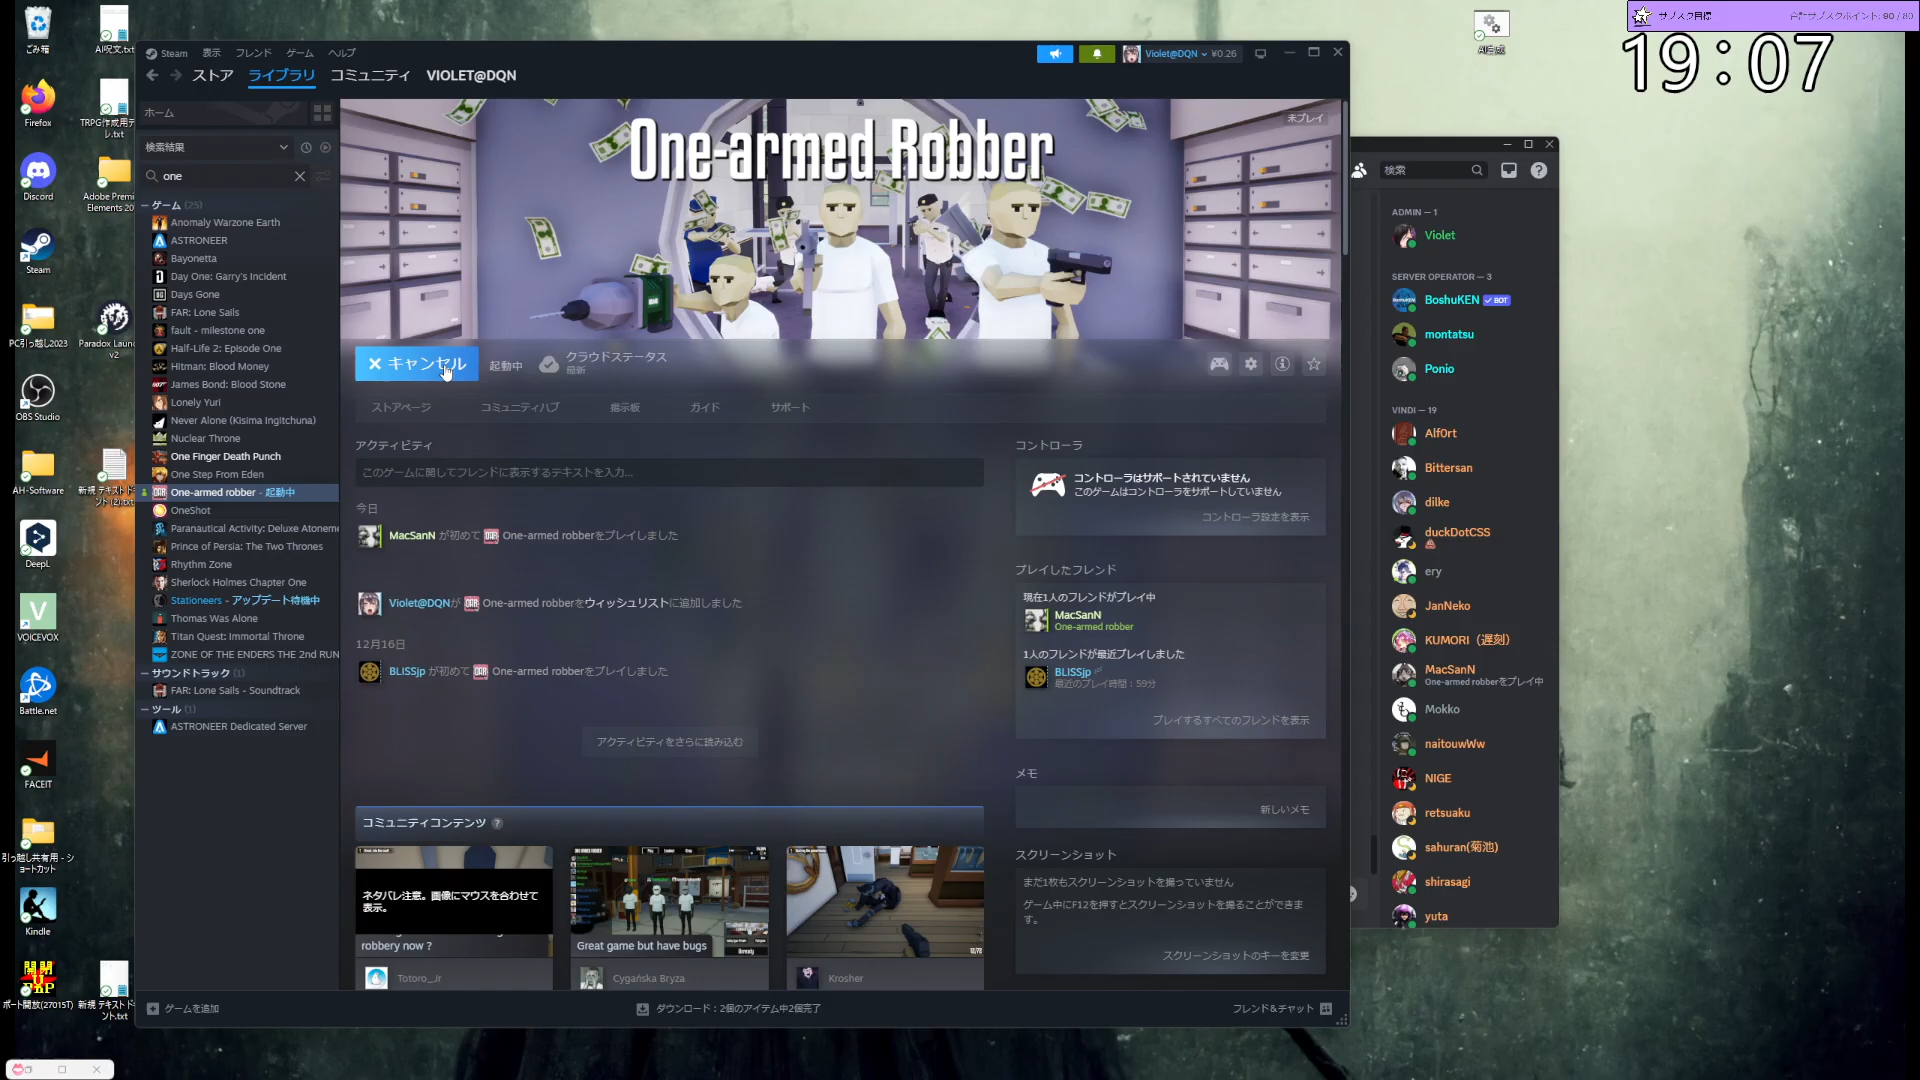 サブスク目標
合計サブスクポイント: 90 / 80
19:07
ごみ箱
AI呪文.txt
Firefox
TRPG作成用テ
レ.txt
Discord
Adobe Premi
Elements 20
Steam
PC引っ越し2023
Paradox Laun
v2
OBS Studio
AH-Software
新規 テキスト ド
ント (2).txt
DeepL
VOICEVOX
Battle.net
FACEIT
引っ越し共有用 - シ
ョートカット
Kindle
ポート開放(27015T)
新規 テキスト ド
ント.txt
AI生成
Steam
表示
フレンド
ゲーム
ヘルプ
Violet@DQN
¥0.26
ストア
ライブラリ
コミュニティ
VIOLET@DQN
ホーム
検索結果
one
ゲーム (25)
Anomaly Warzone Earth
ASTRONEER
Bayonetta
Day One: Garry's Incident
Days Gone
FAR: Lone Sails
fault - milestone one
Half-Life 2: Episode One
Hitman: Blood Money
James Bond: Blood Stone
Lonely Yuri
Never Alone (Kisima Ingitchuna)
Nuclear Throne
One Finger Death Punch
One Step From Eden
One-armed robber - 起動中
OneShot
Paranautical Activity: Deluxe Atonem
Prince of Persia: The Two Thrones
Rhythm Zone
Sherlock Holmes Chapter One
Stationeers - アップデート待機中
Thomas Was Alone
Titan Quest: Immortal Throne
ZONE OF THE ENDERS THE 2nd RUN
サウンドトラック (1)
FAR: Lone Sails - Soundtrack
ツール (1)
ASTRONEER Dedicated Server
One-armed Robber
未プレイ
キャンセル
起動中
クラウドステータス
最新
ストアページ
コミュニティハブ
掲示板
ガイド
サポート
アクティビティ
このゲームに関してフレンドに表示するテキストを入力...
今日
MacSanN が初めて One-armed robberをプレイしました
Violet@DQNが One-armed robberをウィッシュリストに追加しました
12月16日
BLISSjp が初めて One-armed robberをプレイしました
アクティビティをさらに読み込む
コミュニティコンテンツ ?
ネタバレ注意。画像にマウスを合わせて
表示。
robbery now ?
Totoro_Jr
Great game but have bugs
Cygańska Bryza
Krosher
コントローラ
コントローラはサポートされていません
このゲームはコントローラをサポートしていません
コントローラ設定を表示
プレイしたフレンド
現在1人のフレンドがプレイ中
MacSanN
One-armed robber
1人のフレンドが最近プレイしました
BLISSjp
最近のプレイ時間：59分
プレイするすべてのフレンドを表示
メモ
新しいメモ
スクリーンショット
まだ1枚もスクリーンショットを撮っていません
ゲーム中にF12を押すとスクリーンショットを撮ることができま
す。
スクリーンショットのキーを変更
ゲームを追加
ダウンロード：2個のアイテム中2個完了
フレンド&チャット
検索
ADMIN — 1
Violet
SERVER OPERATOR — 3
BoshuKEN BOT
montatsu
Ponio
VINDI — 19
Alf0rt
Bittersan
dilke
duckDotCSS
ery
JanNeko
KUMORI（遅刻）
MacSanN
One-armed robberをプレイ中
Mokko
naitouwWw
NIGE
retsuaku
sahuran(菊池)
shirasagi
yuta